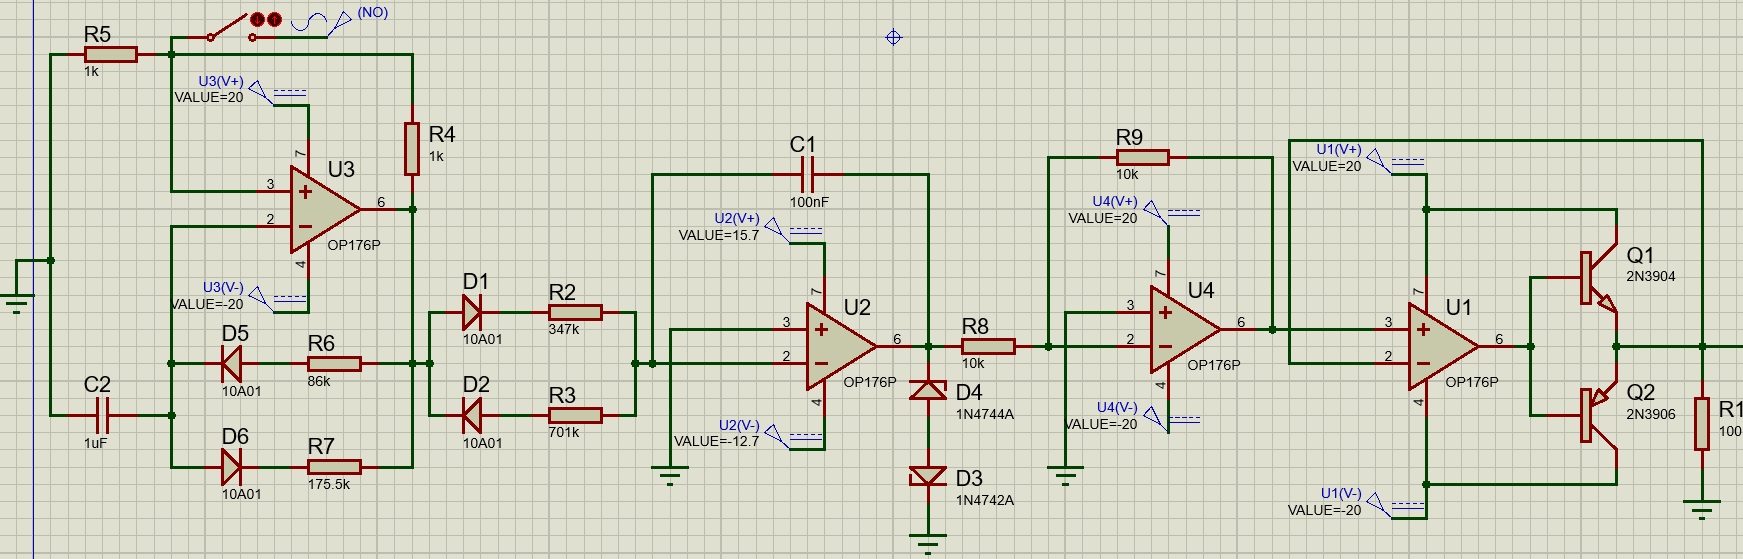 (NO)
R5
1k
U3(V+)
VALUE=20
R4
1k
7
U3
3
2
6
4
OP176P
U3(V-)
VALUE=-20
D5
10A01
R6
86k
C2
1uF
D6
10A01
R7
175.5k
D1
10A01
R2
347k
D2
10A01
R3
701k
C1
100nF
U2(V+)
VALUE=15.7
7
U2
3
2
6
4
OP176P
U2(V-)
VALUE=-12.7
R8
10k
D4
1N4744A
D3
1N4742A
R9
10k
U4(V+)
VALUE=20
7
U4
3
2
6
4
OP176P
U4(V-)
VALUE=-20
U1(V+)
VALUE=20
7
U1
3
2
6
4
OP176P
U1(V-)
VALUE=-20
Q1
2N3904
Q2
2N3906
R1
100